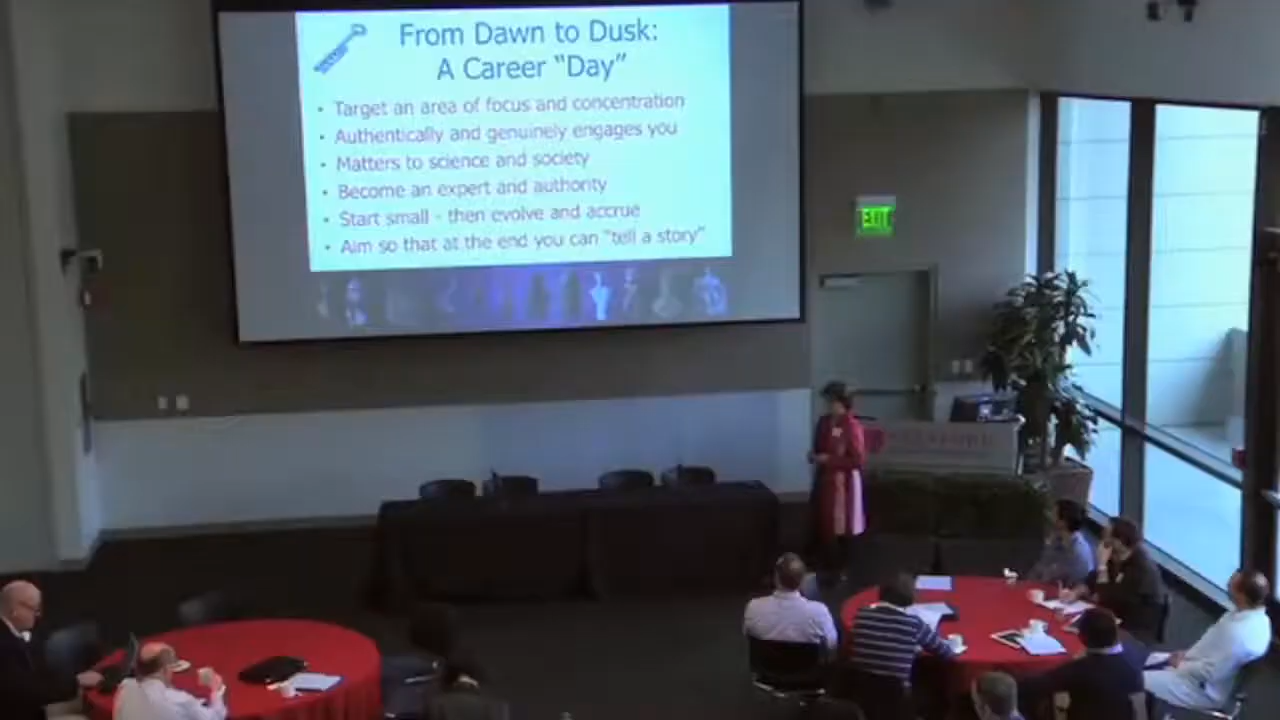 From Dawn to Dusk:
A Career “Day”
• Target an area of focus and concentration
• Authentically and genuinely engages you
• Matters to science and society
• Become an expert and authority
• Start small - then evolve and accrue
• Aim so that at the end you can “tell a story”
EXIT